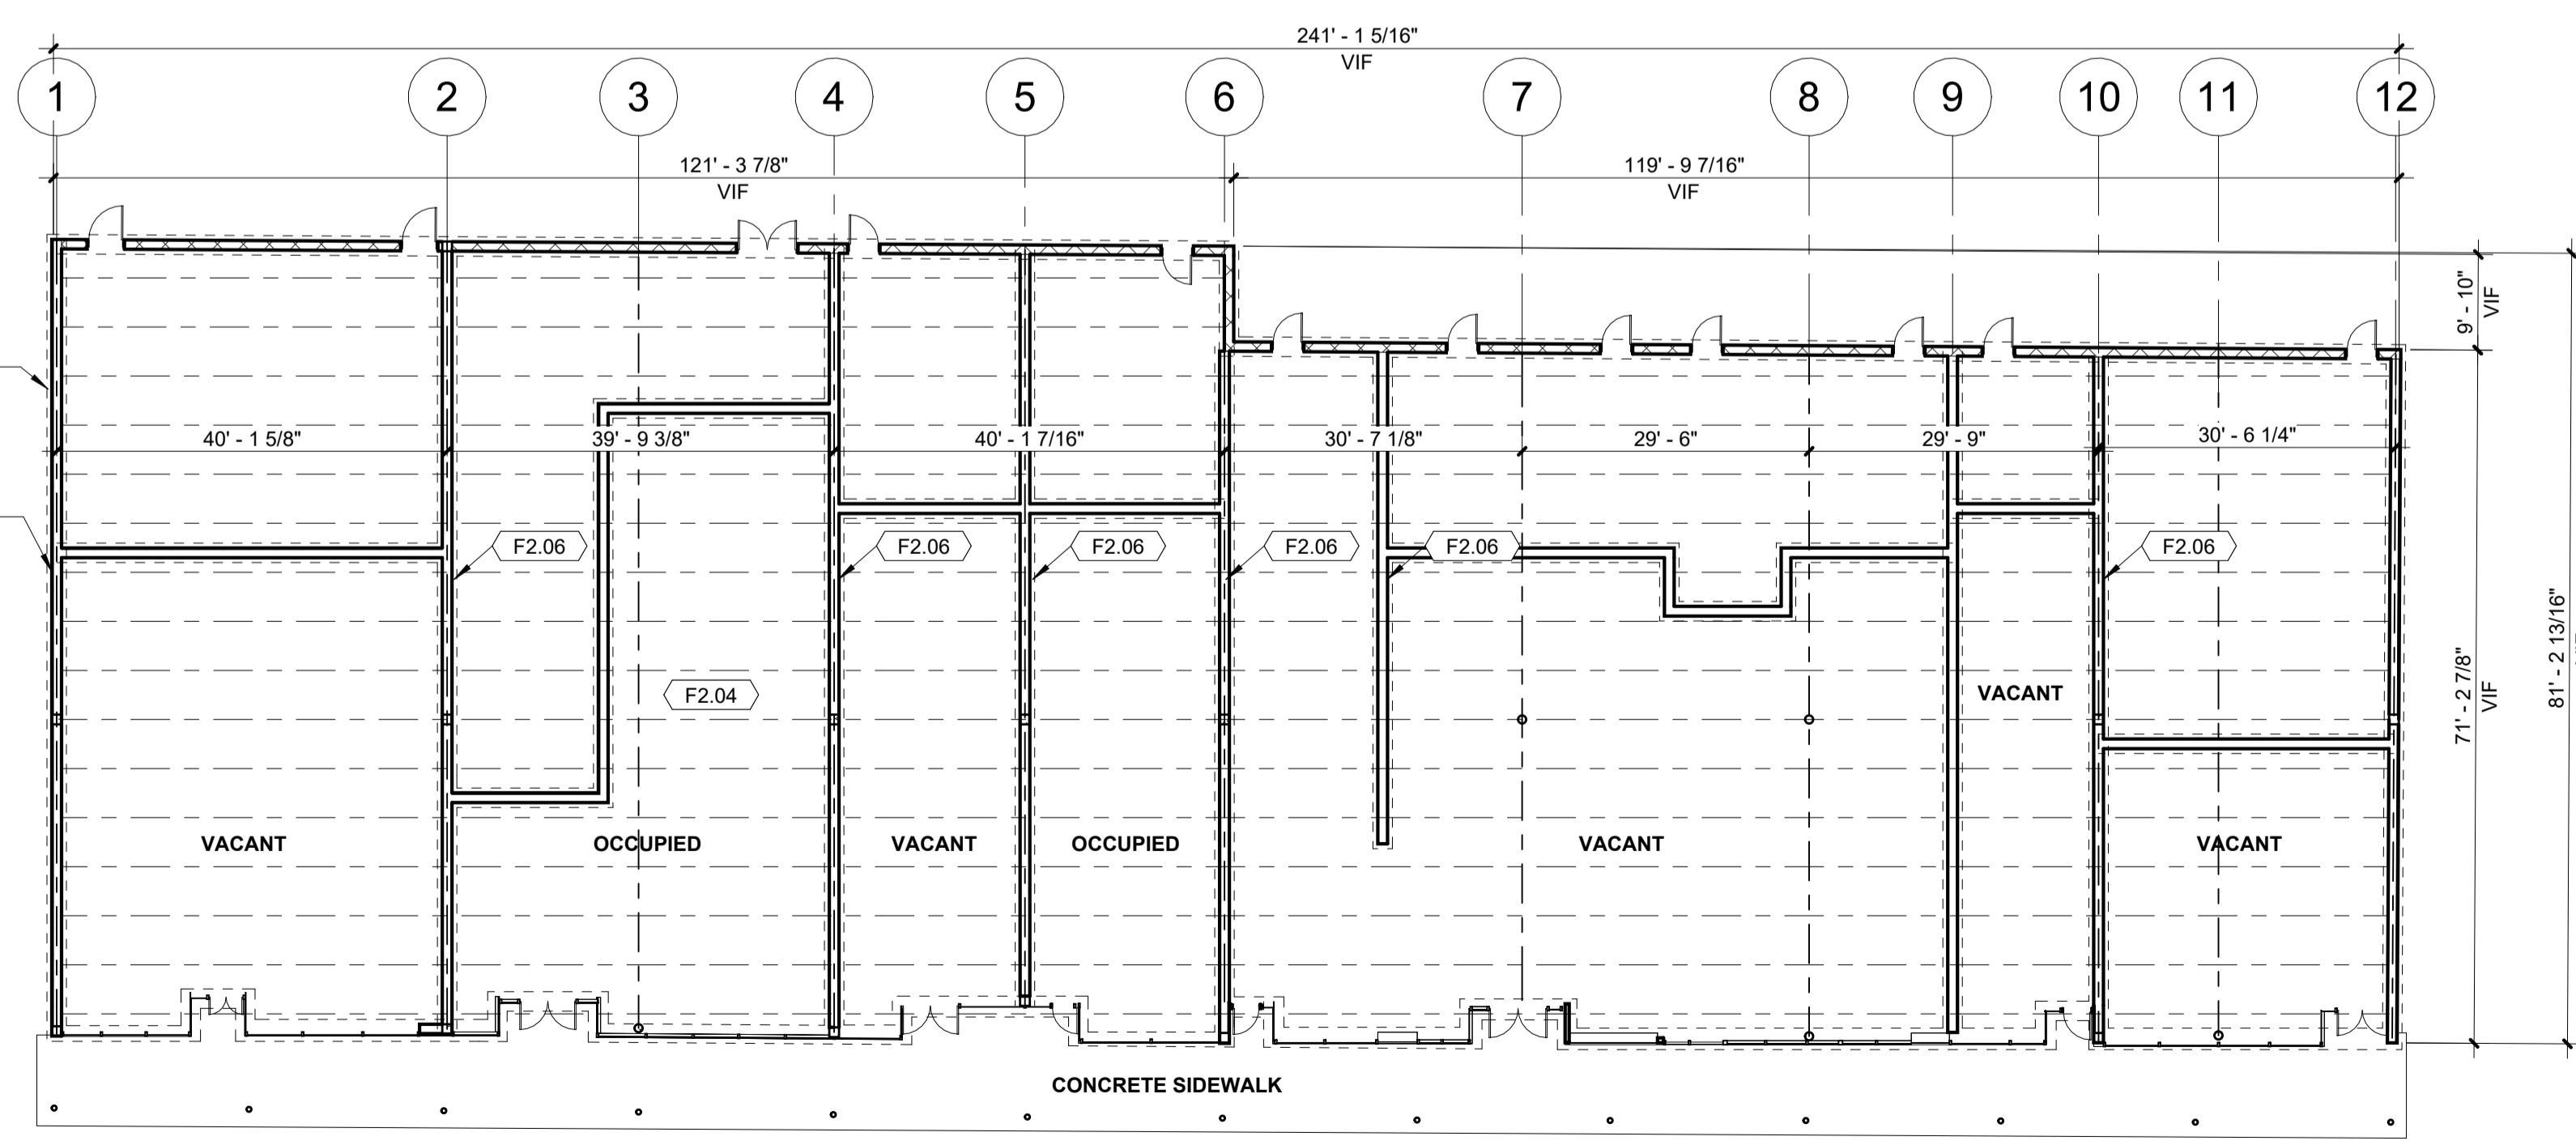 241' - 1 5/16"
VIF
1 2 3 4 5 6 7 8 9 10 11 12
121' - 3 7/8"
VIF
119' - 9 7/16"
VIF
9' - 10"
VIF
40' - 1 5/8"
39' - 9 3/8"
40' - 1 7/16"
30' - 7 1/8"
29' - 6"
29' - 9"
30' - 6 1/4"
F2.06
F2.06
F2.06
F2.06
F2.06
F2.06
F2.04
VACANT
71' - 2 7/8"
VIF
81' - 2 13/16"
VACANT
OCCUPIED
VACANT
OCCUPIED
VACANT
VACANT
CONCRETE SIDEWALK